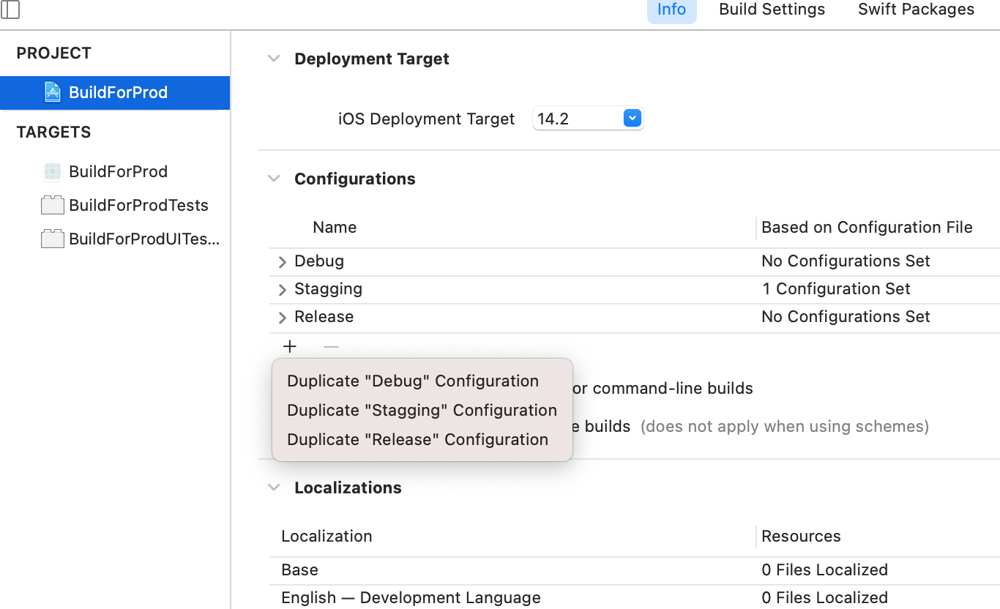 Info Build Settings Swift Packages
PROJECT
BuildForProd
TARGETS
BuildForProd
BuildForProdTests
BuildForProdUITes...
Deployment Target
iOS Deployment Target 14.2
Configurations
Name Based on Configuration File
Debug No Configurations Set
Stagging 1 Configuration Set
Release No Configurations Set
+ —
Duplicate "Debug" Configuration
Duplicate "Stagging" Configuration
Duplicate "Release" Configuration
or command-line builds
e builds (does not apply when using schemes)
Localizations
Localization Resources
Base 0 Files Localized
English — Development Language 0 Files Localized